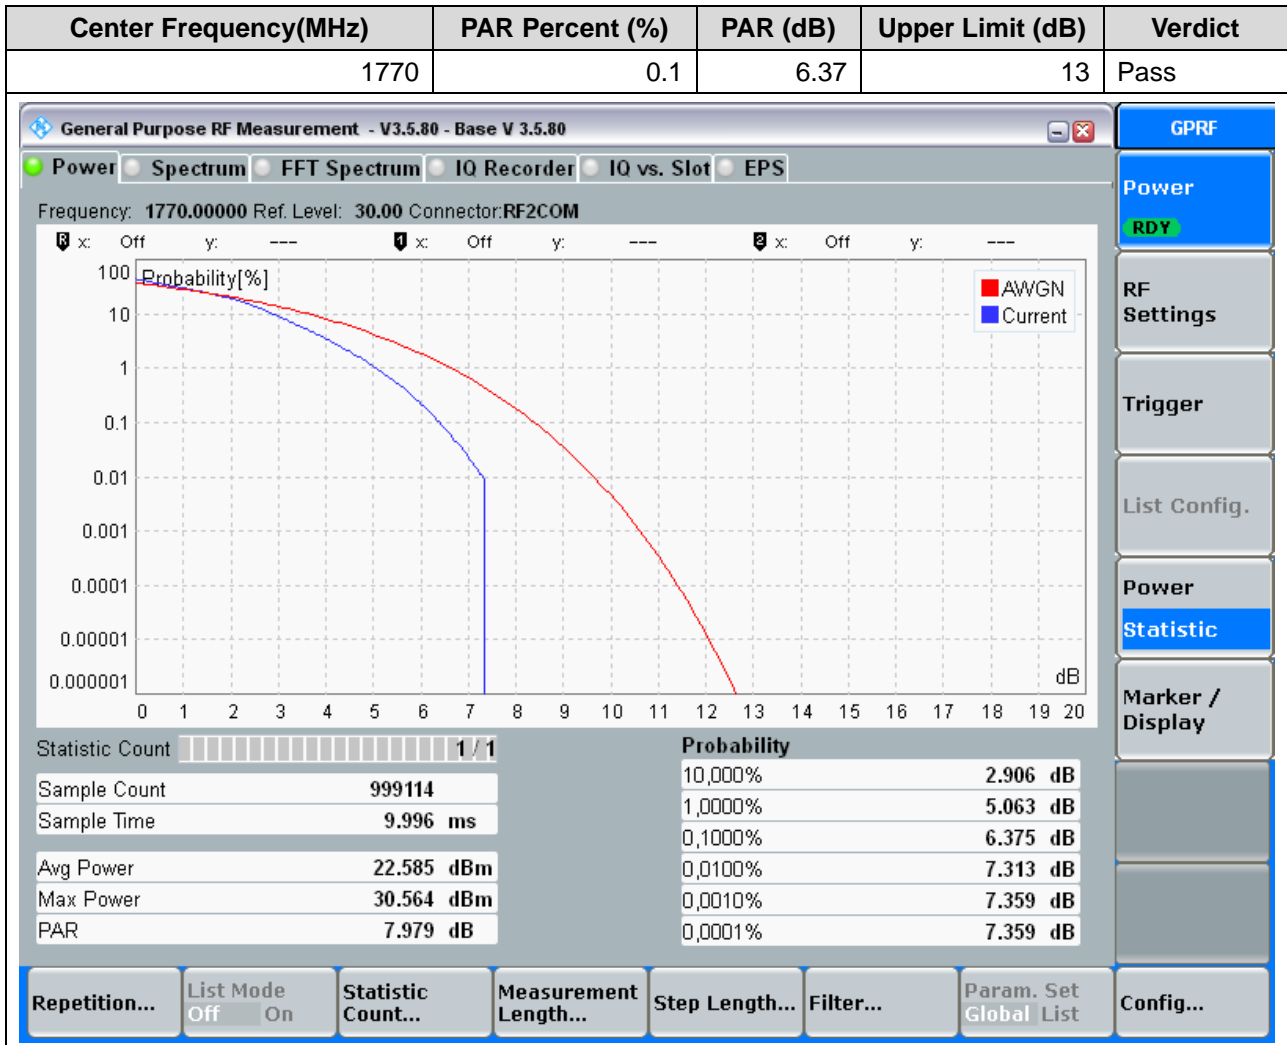 Center Frequency(MHz) PAR Percent (%) PAR (dB) Upper Limit (dB) Verdict
1770 0.1 6.37 13 Pass
General Purpose RF Measurement - V3.5.80 - Base V 3.5.80
GPRF
Power Spectrum FFT Spectrum IQ Recorder IQ vs. Slot EPS
Frequency: 1770.00000 Ref. Level: 30.00 Connector:RF2COM
R x: Off y: --- 1 x: Off y: --- 2 x: Off y: ---
Probability[%]
AWGN
Current
100
10
1
0.1
0.01
0.001
0.0001
0.00001
0.000001
dB
0 1 2 3 4 5 6 7 8 9 10 11 12 13 14 15 16 17 18 19 20
Statistic Count 1 / 1
Sample Count 999114
Sample Time 9.996 ms
Avg Power 22.585 dBm
Max Power 30.564 dBm
PAR 7.979 dB
Probability
10,000% 2.906 dB
1,0000% 5.063 dB
0,1000% 6.375 dB
0,0100% 7.313 dB
0,0010% 7.359 dB
0,0001% 7.359 dB
Power
RDY
RF
Settings
Trigger
List Config.
Power
Statistic
Marker /
Display
Repetition...
List Mode
Off On
Statistic
Count...
Measurement
Length...
Step Length...
Filter...
Param. Set
Global List
Config...